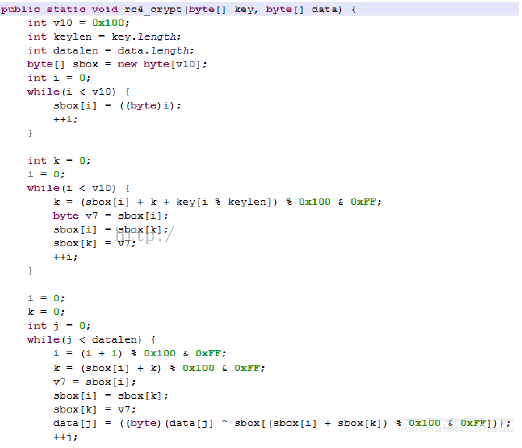 public static void rc4_crypt(byte[] key, byte[] data) {
int v10 = 0x100;
int keylen = key.length;
int datalen = data.length;
byte[] sbox = new byte[v10];
int i = 0;
while(i < v10) {
sbox[i] = ((byte)i);
++i;
}
int k = 0;
i = 0;
while(i < v10) {
k = (sbox[i] + k + key[i % keylen]) % 0x100 & 0xFF;
byte v7 = sbox[i];
sbox[i] = sbox[k];
http:/
sbox[k] = v7;
++i;
}
i = 0;
k = 0;
int j = 0;
while(j < datalen) {
i = (i + 1) % 0x100 & 0xFF;
k = (sbox[i] + k) % 0x100 & 0xFF;
v7 = sbox[i];
sbox[i] = sbox[k];
sbox[k] = v7;
data[j] = ((byte)(data[j] ^ sbox[(sbox[i] + sbox[k]) % 0x100 & 0xFF]));
++j;